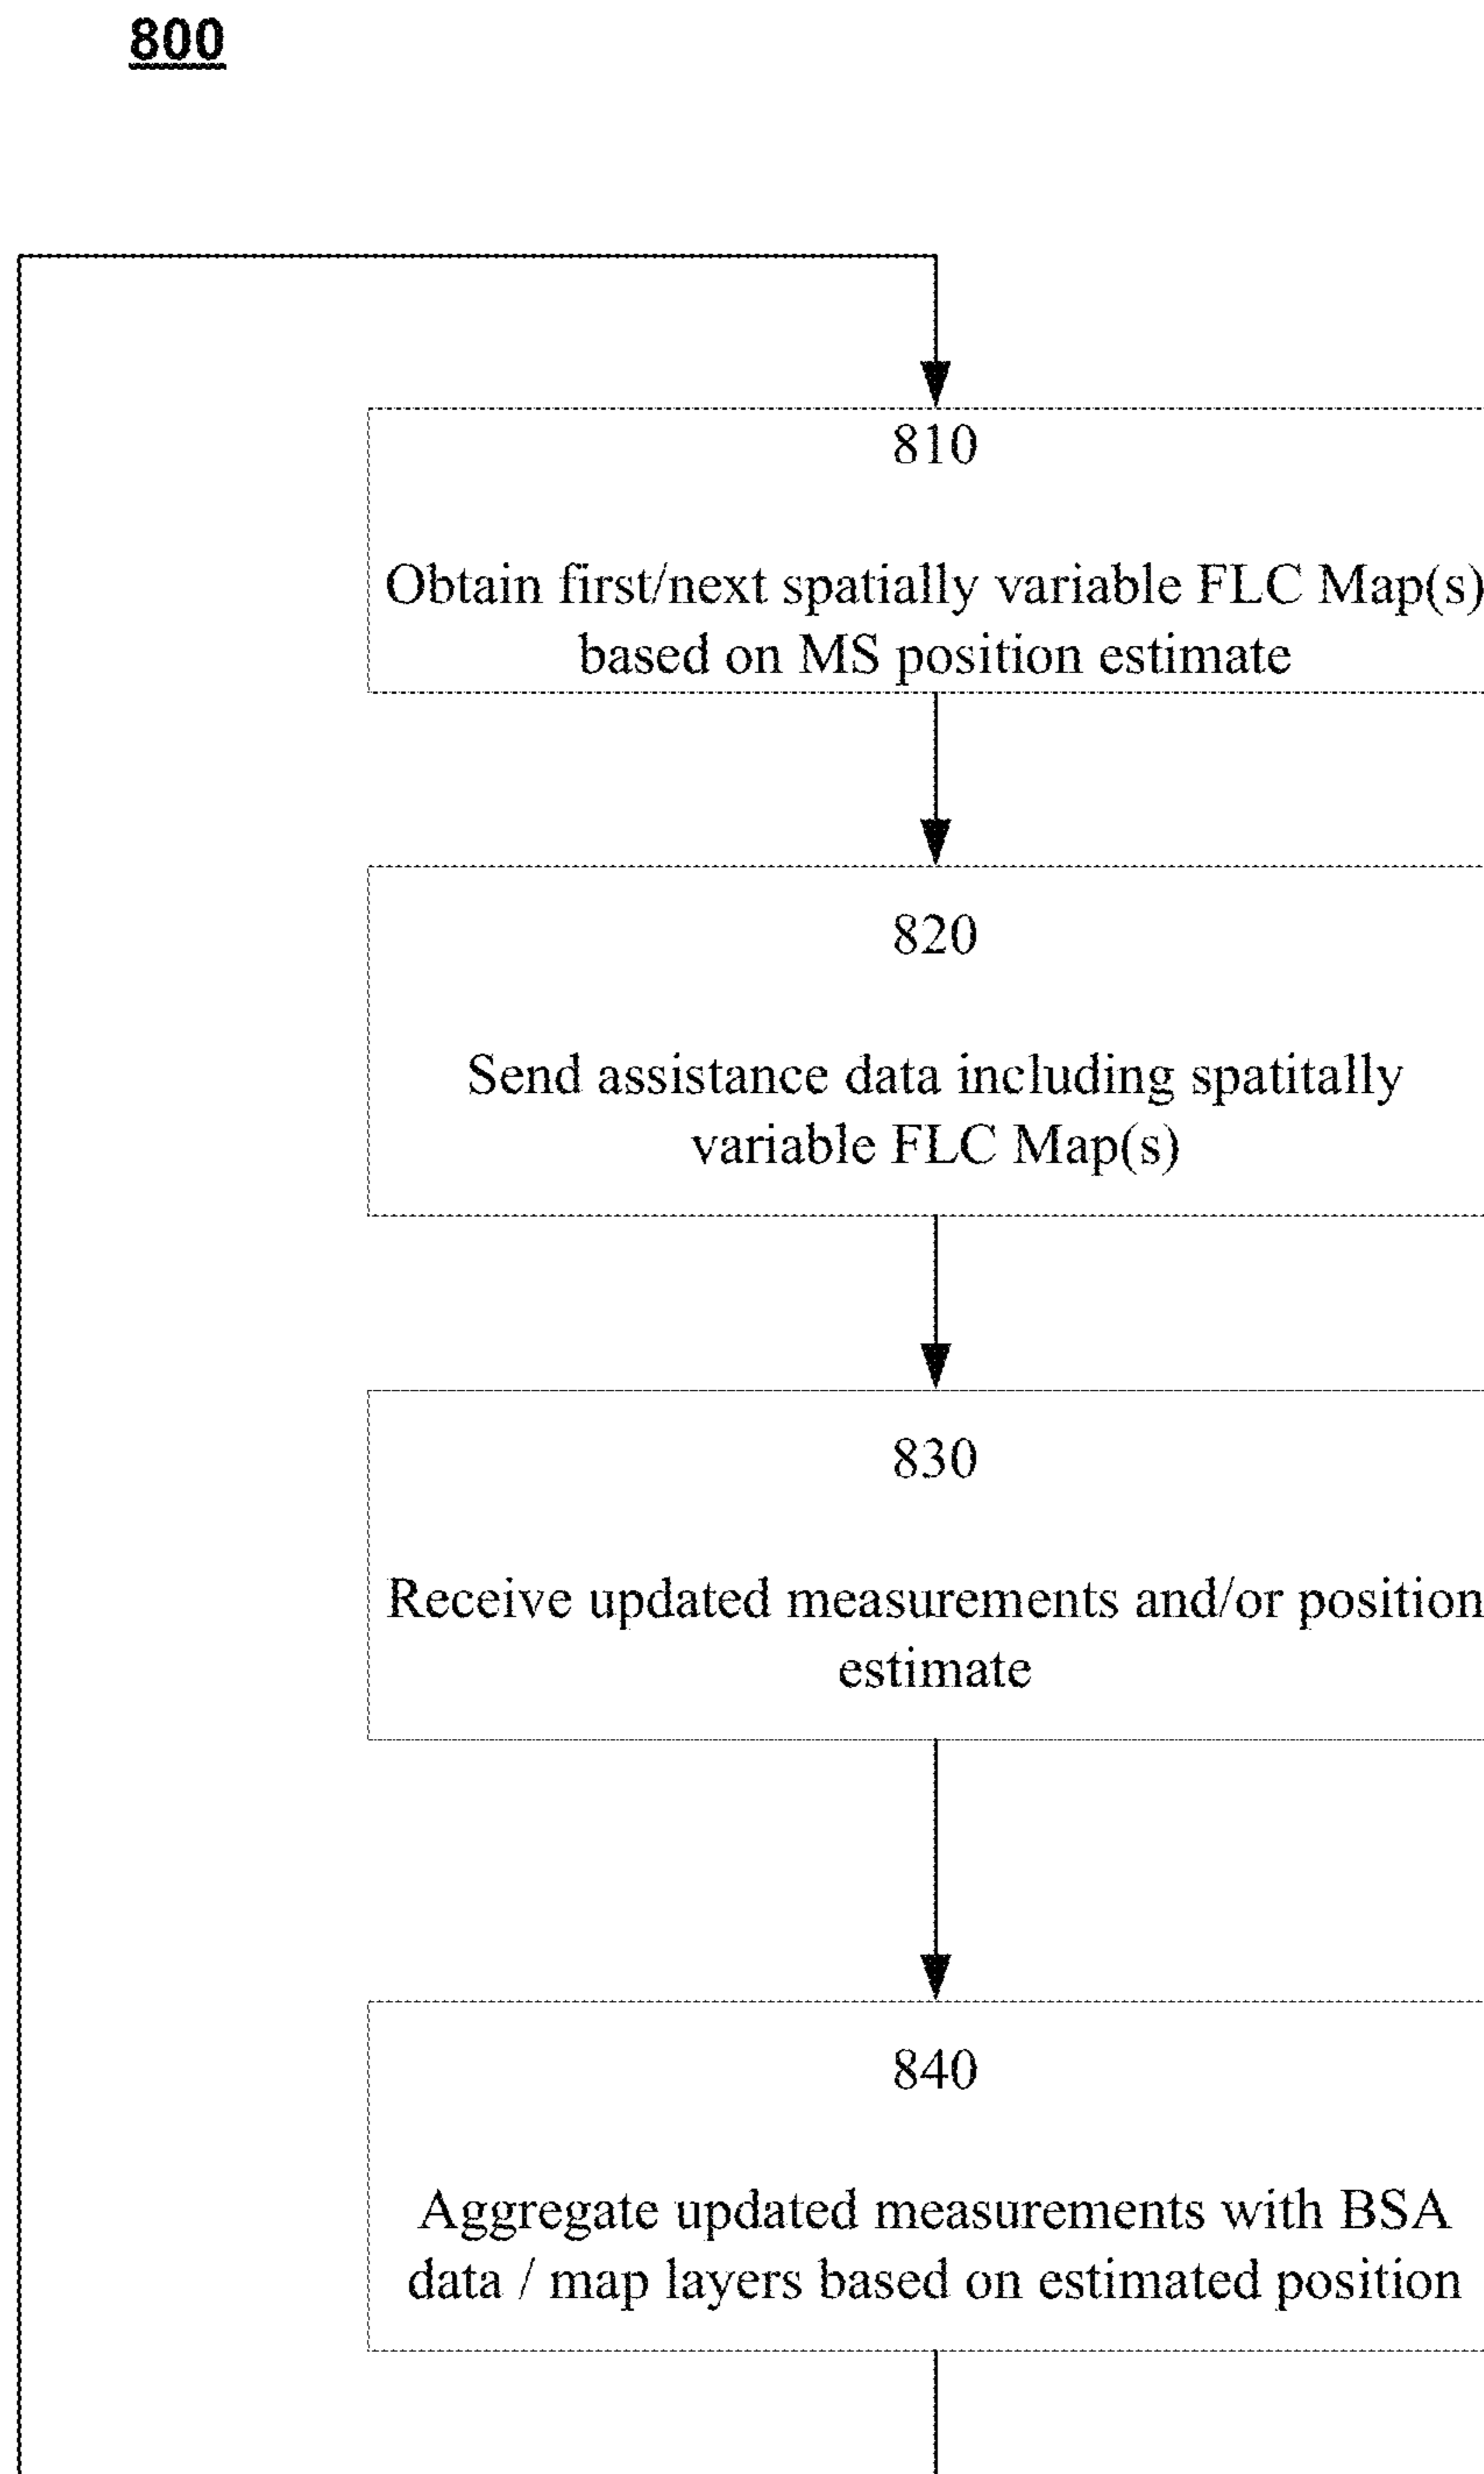 800
810
Obtain first/next spatially variable FLC Map(s)
based on MS position estimate
820
Send assistance data including spatitally
variable FLC Map(s)
830
Receive updated measurements and/or position
estimate
840
Aggregate updated measurements with BSA
data / map layers based on estimated position